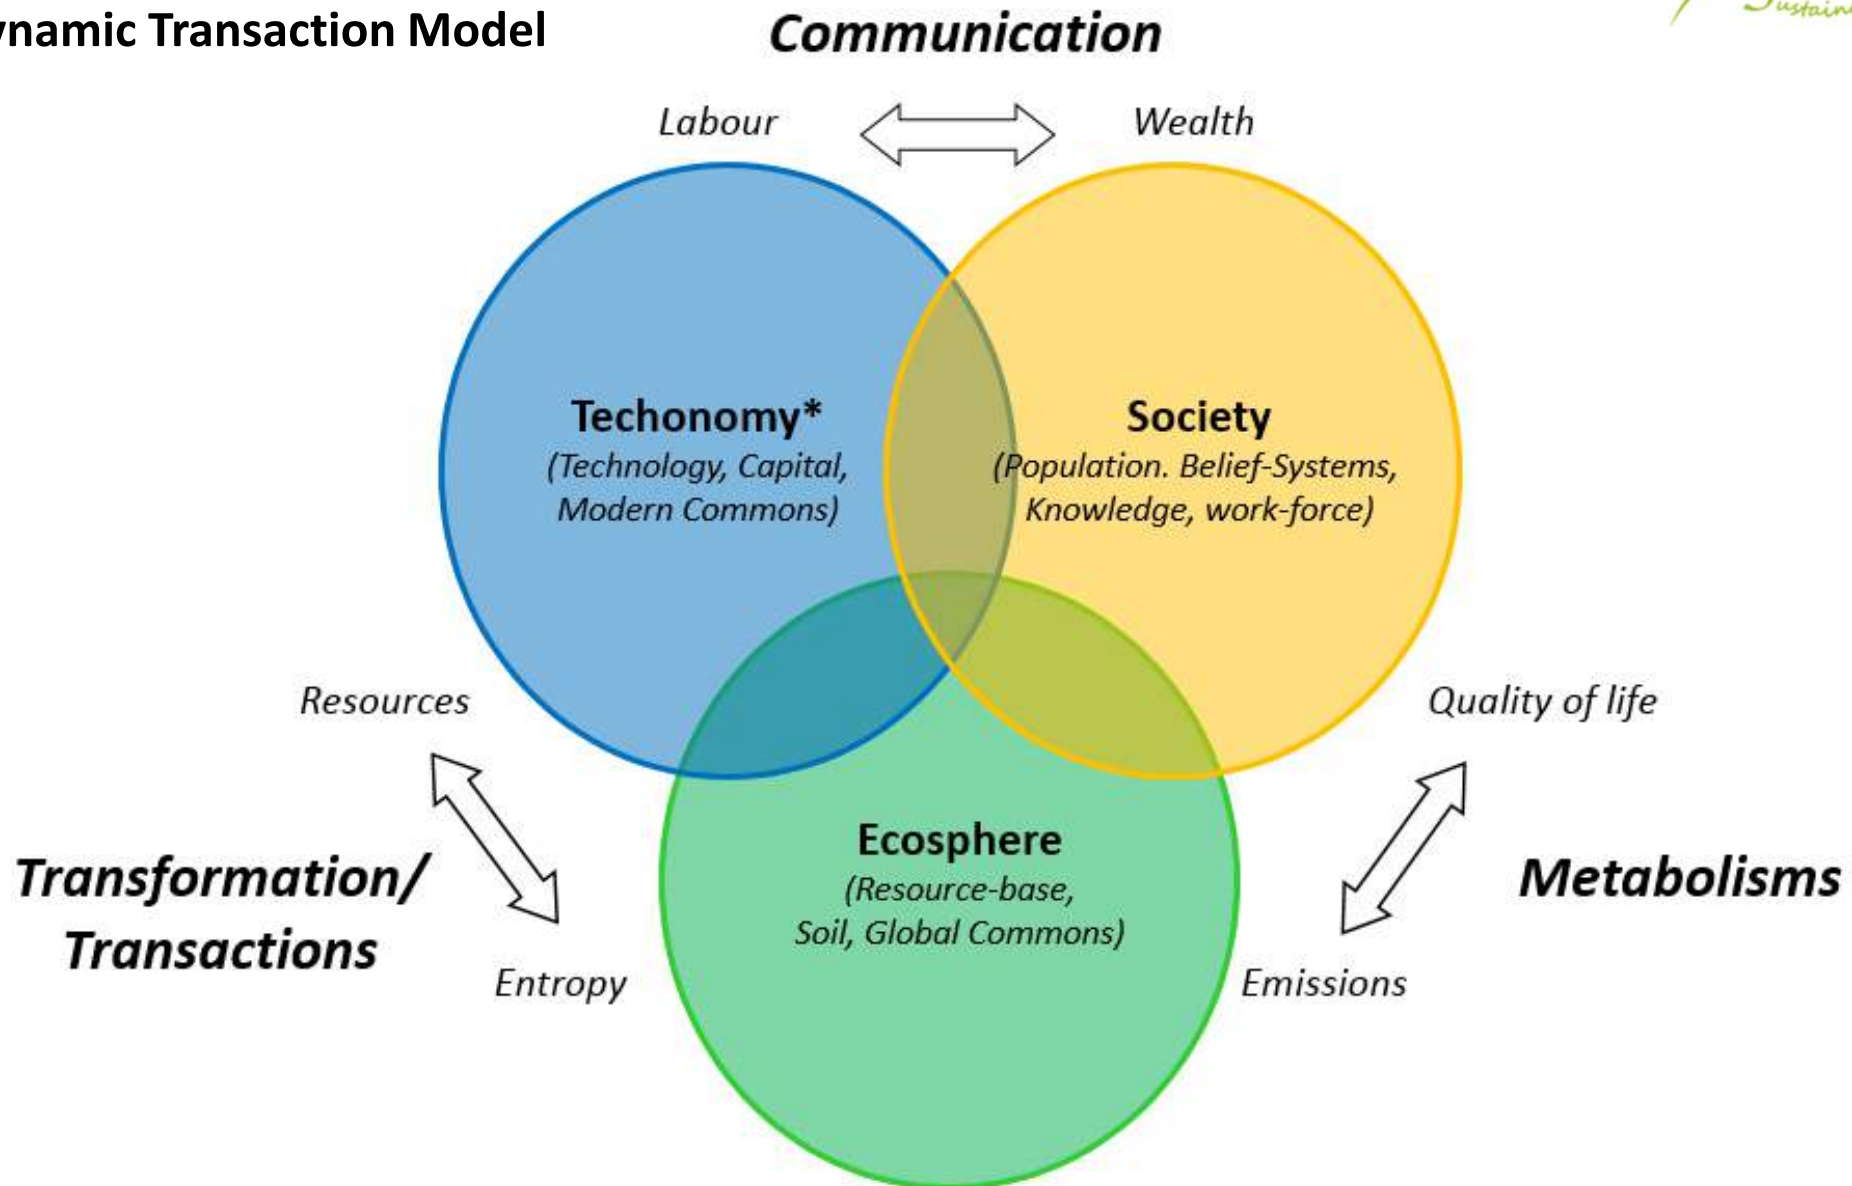 ynamic Transaction Model
Communication
Labour
Wealth
Techonomy*
(Technology, Capital,
Modern Commons)
Society
(Population. Belief-Systems,
Knowledge, work-force)
Resources
Quality of life
Transformation/
Transactions
Entropy
Ecosphere
(Resource-base,
Soil, Global Commons)
Emissions
Metabolisms